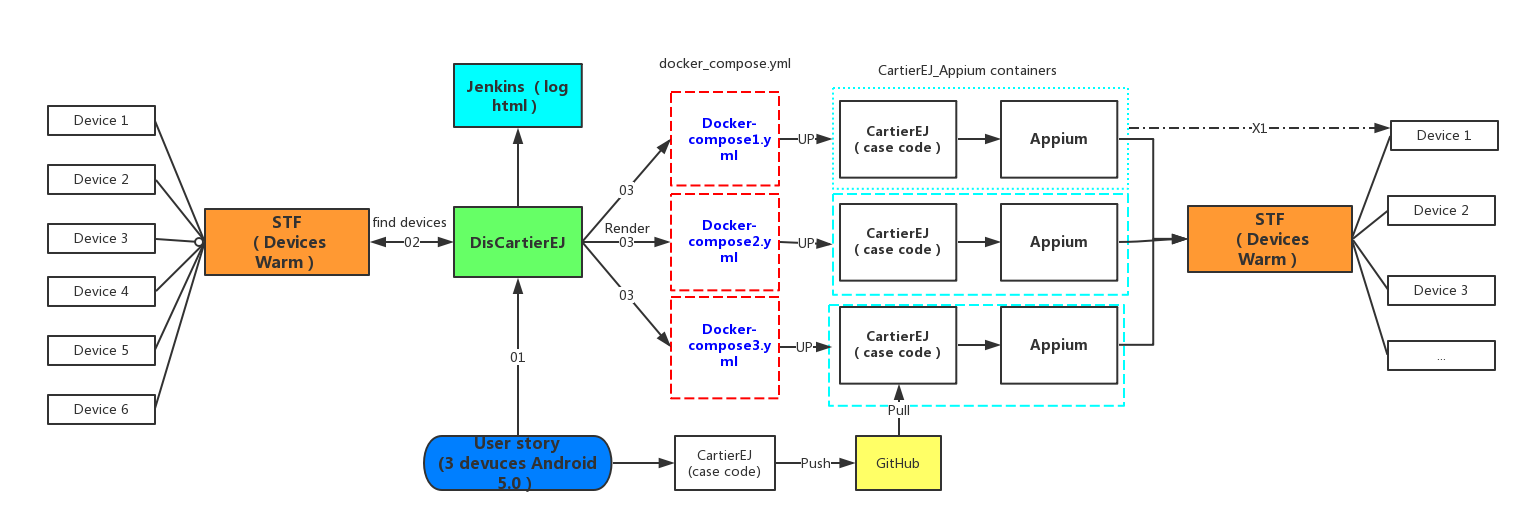 docker_compose.yml
CartierEJ_Appium containers
Jenkins ( log
html )
Device 1
Device 2
Device 3
Device 4
Device 5
Device 6
STF
( Devices
Warm )
find devices
02
DisCartierEJ
01
03
Render
03
03
Docker-
compose1.y
ml
Docker-
compose2.y
ml
Docker-
compose3.y
ml
UP
UP
UP
CartierEJ
( case code )
Appium
CartierEJ
( case code )
Appium
CartierEJ
( case code )
Appium
X1
STF
( Devices
Warm )
Device 1
Device 2
Device 3
...
User story
(3 devuces Android
5.0 )
CartierEJ
(case code)
Push
GitHub
Pull